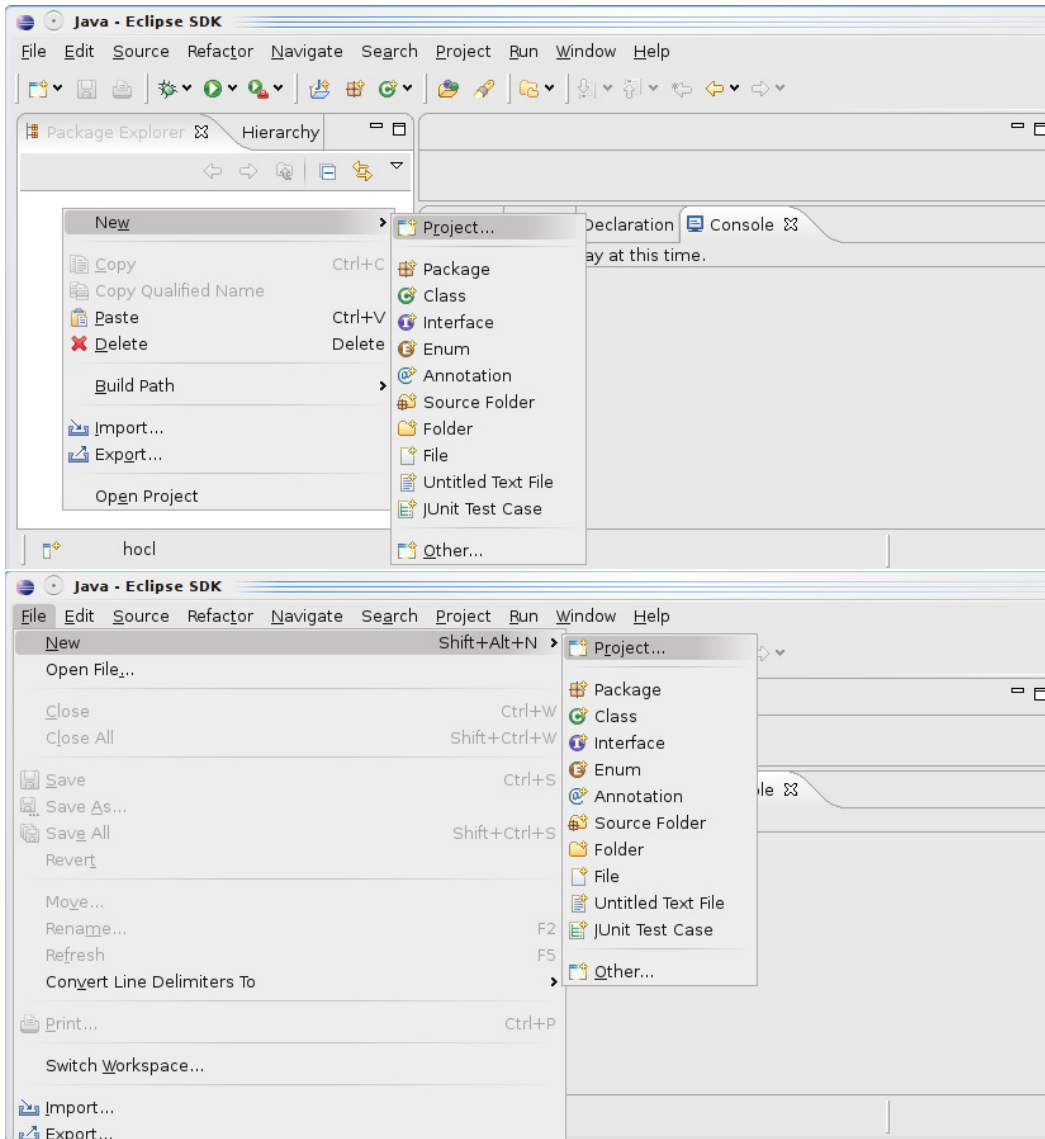 Java - Eclipse SDK
File Edit Source Refactor Navigate Search Project Run Window Help
Package Explorer Hierarchy
New
Copy Ctrl+C
Copy Qualified Name
Paste Ctrl+V
Delete Delete
Build Path
Import...
Export...
Open Project
Project...
Package
Class
Interface
Enum
Annotation
Source Folder
Folder
File
Untitled Text File
JUnit Test Case
Other...
Declaration Console
ay at this time.
hocl
Java - Eclipse SDK
File Edit Source Refactor Navigate Search Project Run Window Help
New Shift+Alt+N
Open File...
Close Ctrl+W
Close All Shift+Ctrl+W
Save Ctrl+S
Save As...
Save All Shift+Ctrl+S
Revert
Move...
Rename... F2
Refresh F5
Convert Line Delimiters To
Print... Ctrl+P
Switch Workspace...
Import...
Export...
Project...
Package
Class
Interface
Enum
Annotation
Source Folder
Folder
File
Untitled Text File
JUnit Test Case
Other...
le